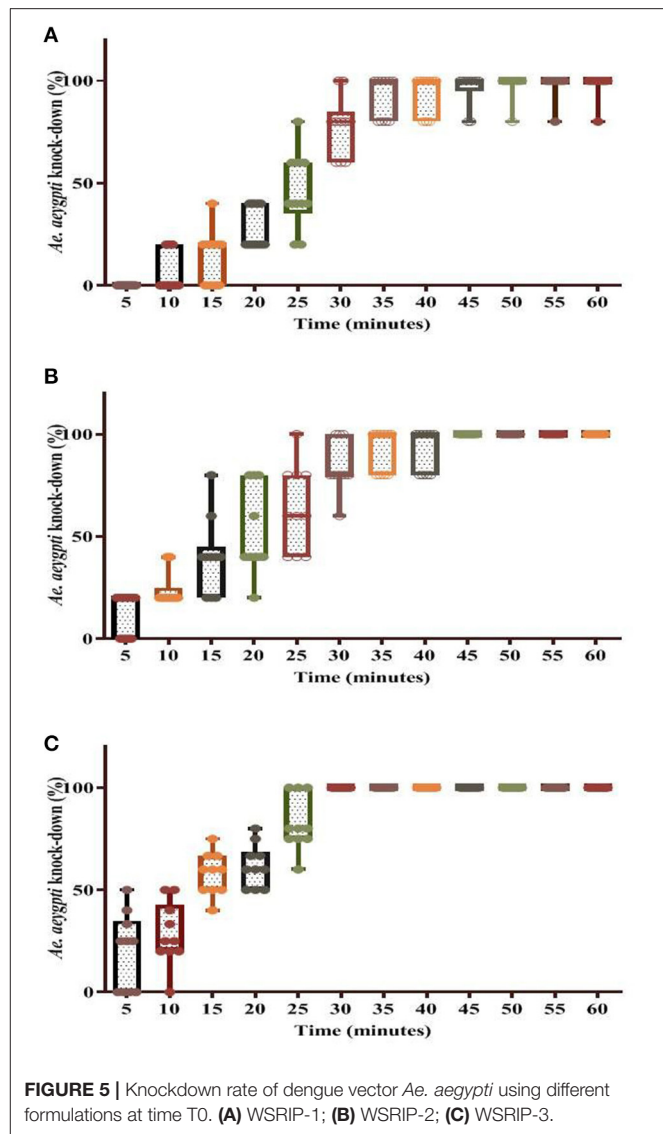 A
Ae. aeygpti knock-down (%)
100
50
0
5 10 15 20 25 30 35 40 45 50 55 60
Time (minutes)
B
Ae. aeygpti knock-down (%)
100
50
0
5 10 15 20 25 30 35 40 45 50 55 60
Time (minutes)
C
Ae. aeygpti knock-down (%)
100
50
0
5 10 15 20 25 30 35 40 45 50 55 60
Time (minutes)
FIGURE 5 | Knockdown rate of dengue vector Ae. aegypti using different
formulations at time T0. (A) WSRIP-1; (B) WSRIP-2; (C) WSRIP-3.